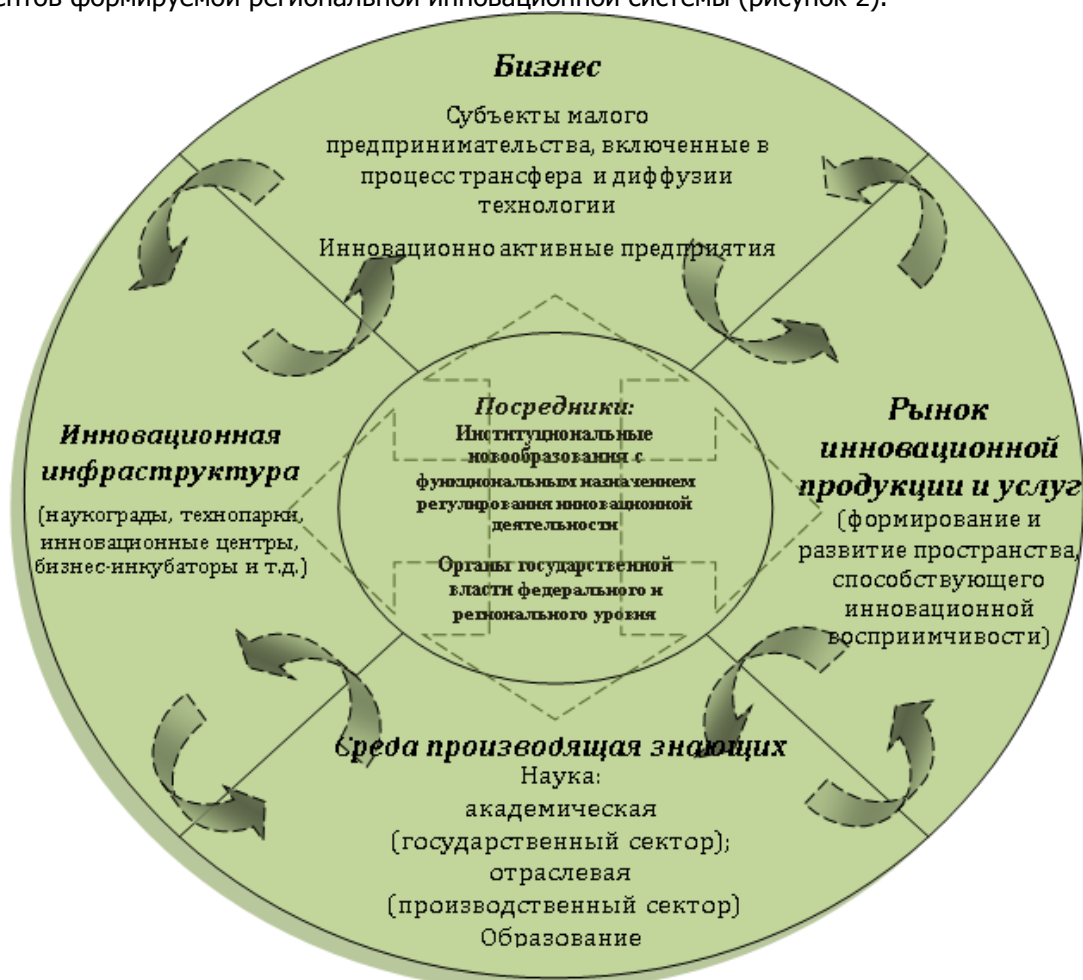 ентов формируемой региональной инновационной системы (рисунок 2).
Бизнес
Субъекты малого
предпринимательства, включенные в
процесс трансфера и диффузии
технологии
Инновационно активные предприятия
Инновационная
инфраструктура
(наукограды, технопарки,
инновационные центры,
бизнес-инкубаторы и т.д.)
Посредники:
Институциональные
новообразования с
функциональным назначением
регулирования инновационной
деятельности
Органы государственной
власти федерального и
регионального уровня
Рынок
инновационной
продукции и услуг
(формирование и
развитие пространства,
способствующего
инновационной
восприимчивости)
Среда производящая знающих
Наука:
академическая
(государственный сектор);
отраслевая
(производственный сектор)
Образование